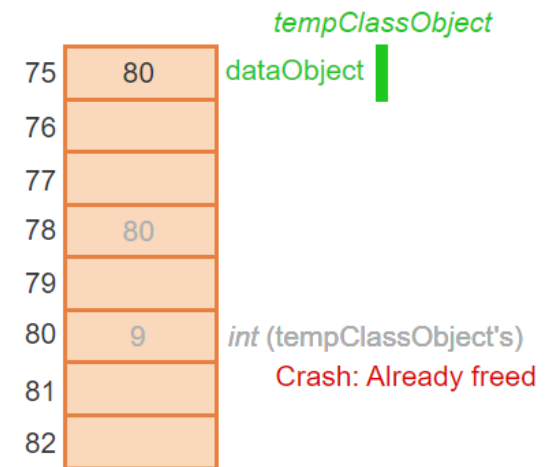 tempClassObject
75 80 dataObject
76
77
78 80
79
80 9 int (tempClassObject's)
Crash: Already freed
81
82